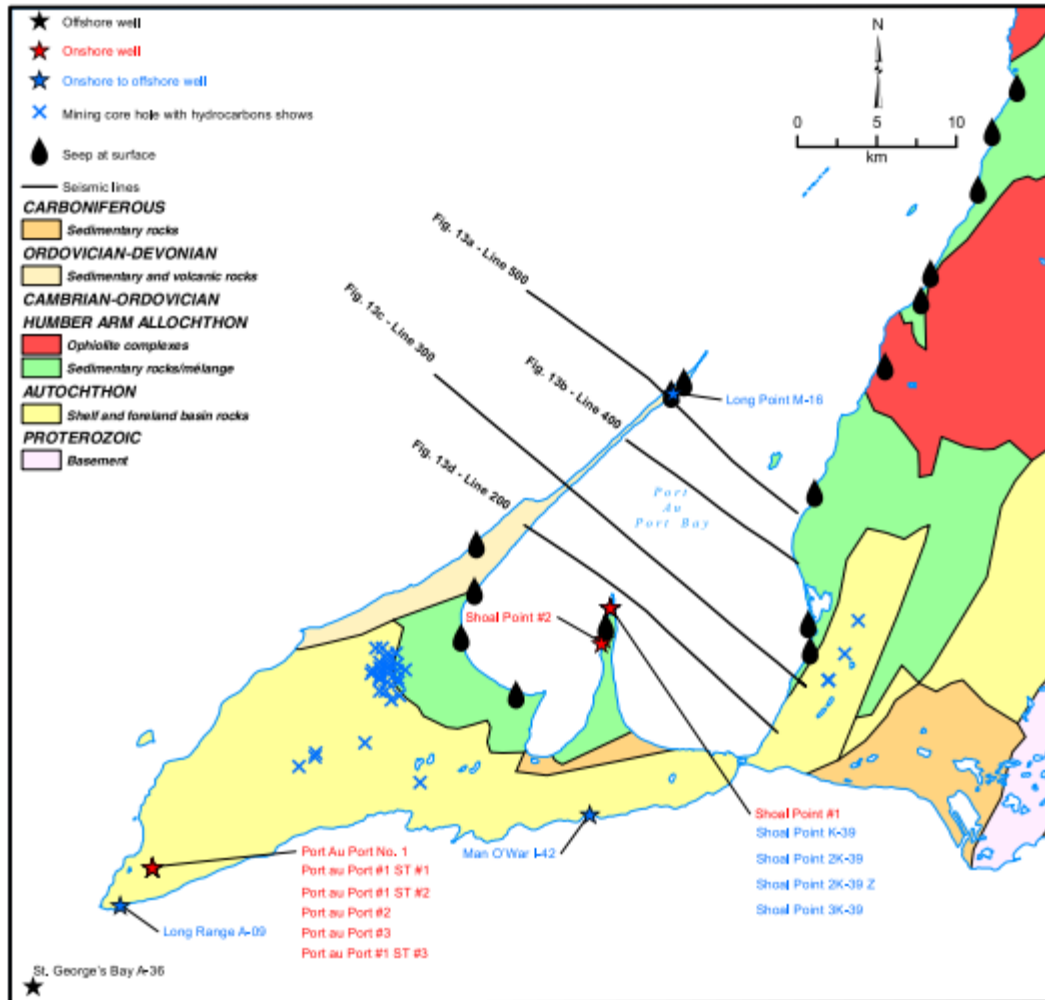 Offshore well
Onshore well
Onshore to offshore well
Mining core hole with hydrocarbons shows
Seep at surface
Seismic lines
CARBONIFEROUS
Sedimentary rocks
ORDOVICIAN-DEVONIAN
Sedimentary and volcanic rocks
CAMBRIAN-ORDOVICIAN
HUMBER ARM ALLOCHTHON
Ophiolite complexes
Sedimentary rocks/mélange
AUTOCHTHON
Shelf and foreland basin rocks
PROTEROZOIC
Basement
N
0 5 10
km
Fig. 13a - Line 500
Fig. 13c - Line 300
Fig. 13b - Line 400
Fig. 13d - Line 200
Long Point M-16
Port
Au
Port Bay
Shoal Point #2
Shoal Point #1
Shoal Point K-39
Shoal Point 2K-39
Shoal Point 2K-39 Z
Shoal Point 3K-39
Man O'War I-42
Port Au Port No. 1
Port au Port #1 ST #1
Port au Port #1 ST #2
Port au Port #2
Port au Port #3
Port au Port #1 ST #3
Long Range A-09
St. George's Bay A-36